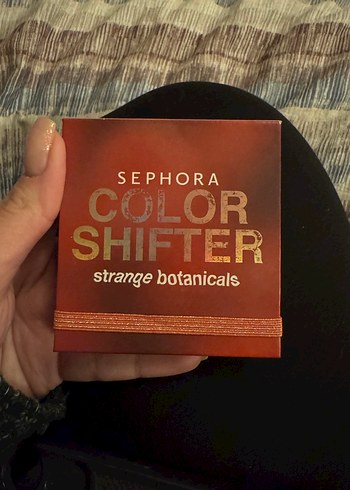 SEPHORA
COLOR
SHIFTER
strange botanicals